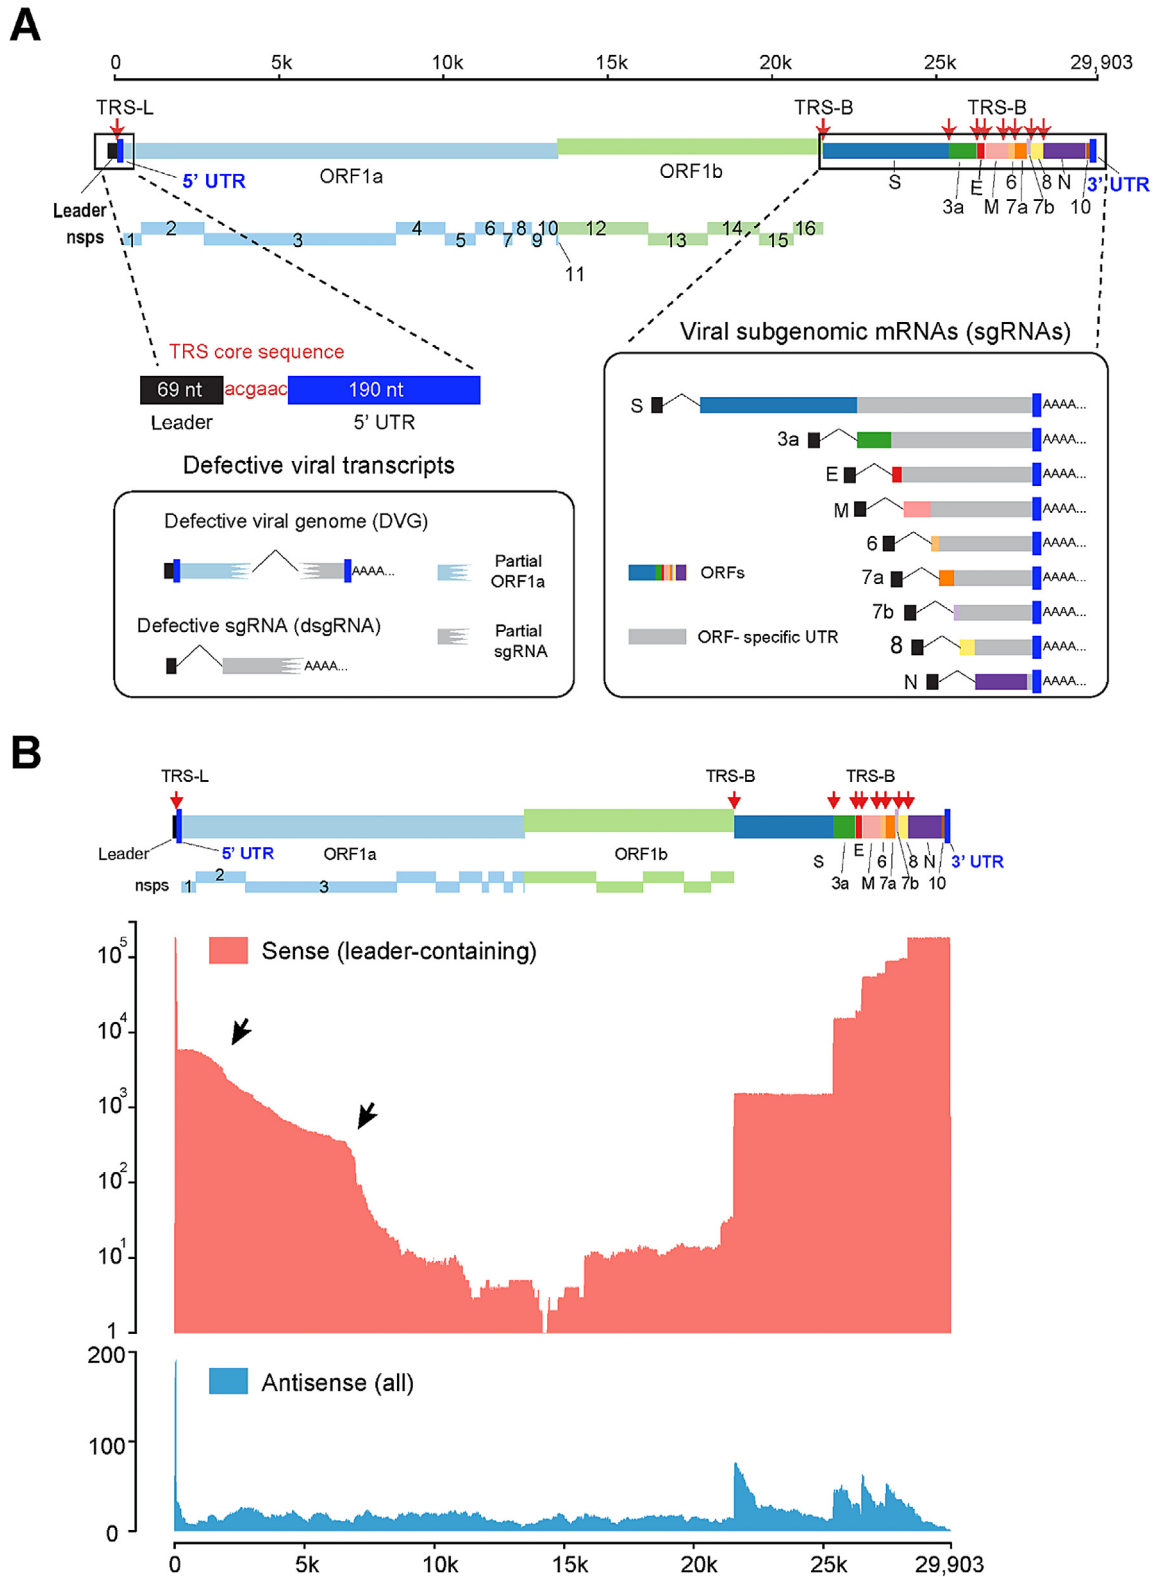 A
0 5k 10k 15k 20k 25k 29,903
TRS-L TRS-B TRS-B
5' UTR ORF1a ORF1b S E 6 8 N 3' UTR
3a M 7a 7b 10
Leader
nsps 1 2 3 4 5 6 7 8 9 10 12 13 14 15 16
11
Viral subgenomic mRNAs (sgRNAs)
TRS core sequence
69 nt acgaac 190 nt
Leader 5' UTR
S AAAA...
3a AAAA...
E AAAA...
M AAAA...
6 AAAA...
7a AAAA...
7b AAAA...
8 AAAA...
N AAAA...
ORFs
ORF- specific UTR
Defective viral transcripts
Defective viral genome (DVG)
AAAA...
Partial
ORF1a
Defective sgRNA (dsgRNA)
AAAA...
Partial
sgRNA
B
TRS-L TRS-B TRS-B
Leader 5' UTR ORF1a ORF1b S E 6 8 N 3' UTR
3a M 7a 7b 10
nsps 1 2 3
Sense (leader-containing)
10^5
10^4
10^3
10^2
10^1
1
Antisense (all)
200
100
0
0 5k 10k 15k 20k 25k 29,903